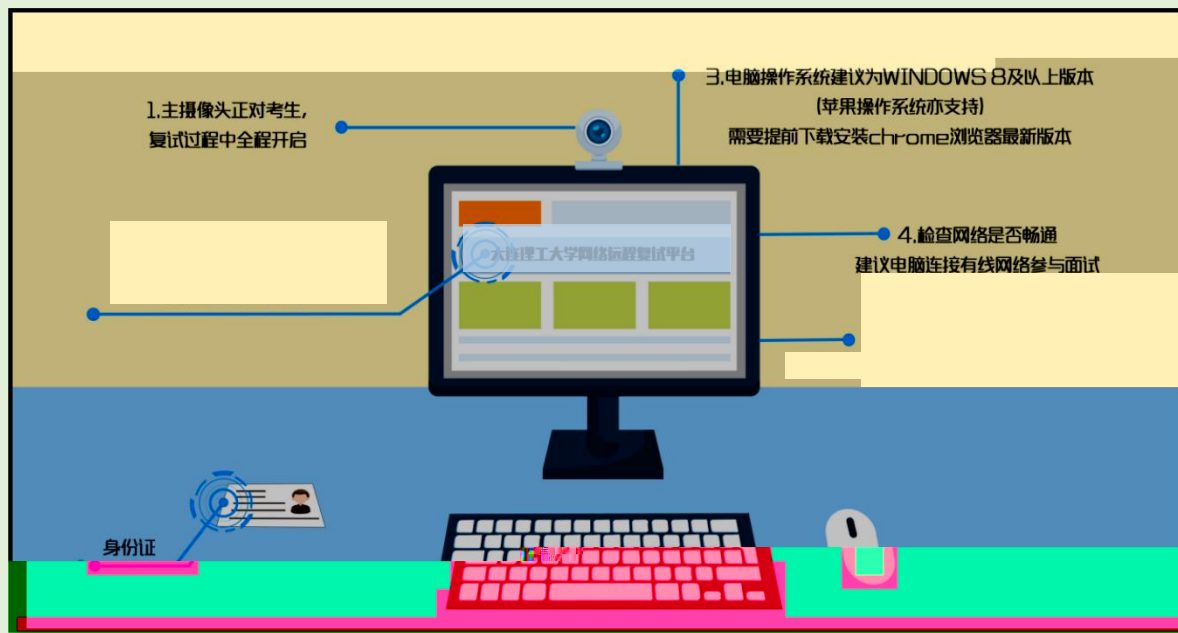 1.主摄像头正对考生,
复试过程中全程开启
3.电脑操作系统建议为WINDOWS 8及以上版本
(苹果操作系统亦支持)
需要提前下载安装chrome浏览器最新版本
大连理工大学网络远程复试平台
4.检查网络是否畅通
建议电脑连接有线网络参与面试
身份证